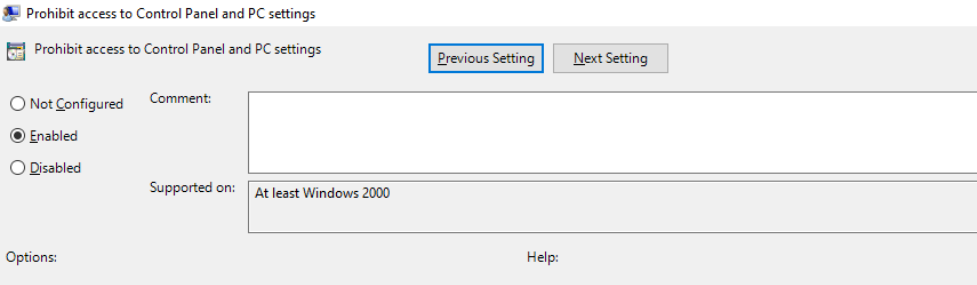 Prohibit access to Control Panel and PC settings
Prohibit access to Control Panel and PC settings
Previous Setting
Next Setting
Not Configured
Comment:
Enabled
Disabled
Supported on:
At least Windows 2000
Options:
Help: